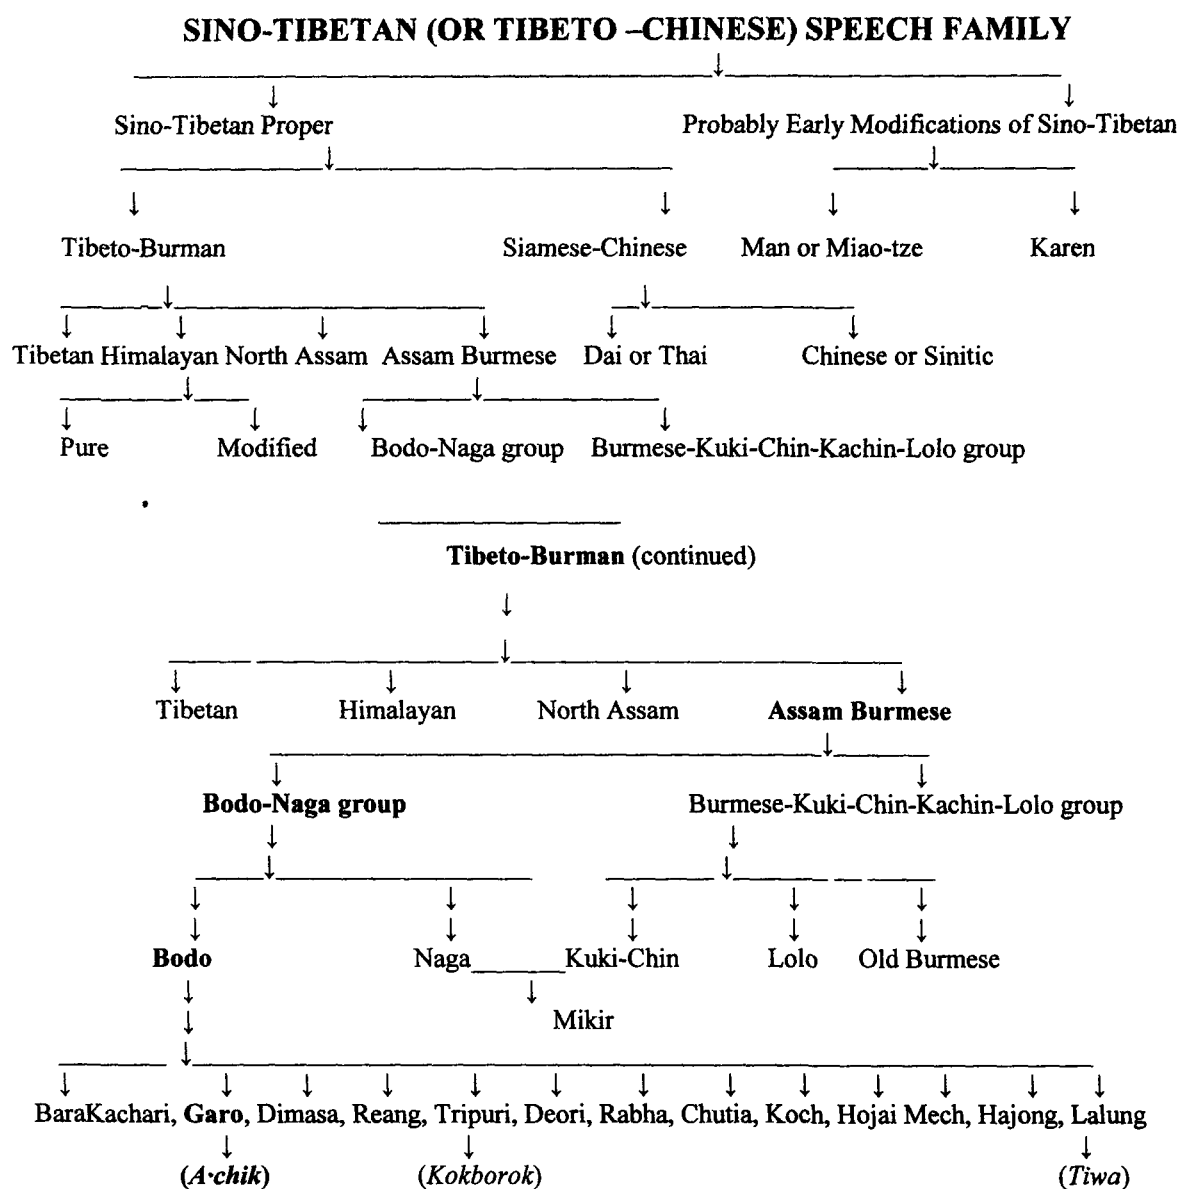 SINO-TIBETAN (OR TIBETO –CHINESE) SPEECH FAMILY
Sino-Tibetan Proper Probably Early Modifications of Sino-Tibetan
Tibeto-Burman Siamese-Chinese Man or Miao-tze Karen
Tibetan Himalayan North Assam Assam Burmese Dai or Thai Chinese or Sinitic
Pure Modified Bodo-Naga group Burmese-Kuki-Chin-Kachin-Lolo group
Tibeto-Burman (continued)
Tibetan Himalayan North Assam Assam Burmese
Bodo-Naga group Burmese-Kuki-Chin-Kachin-Lolo group
Bodo Naga Kuki-Chin Lolo Old Burmese
Mikir
BaraKachari, Garo, Dimasa, Reang, Tripuri, Deori, Rabha, Chutia, Koch, Hojai Mech, Hajong, Lalung
(A·chik) (Kokborok) (Tiwa)